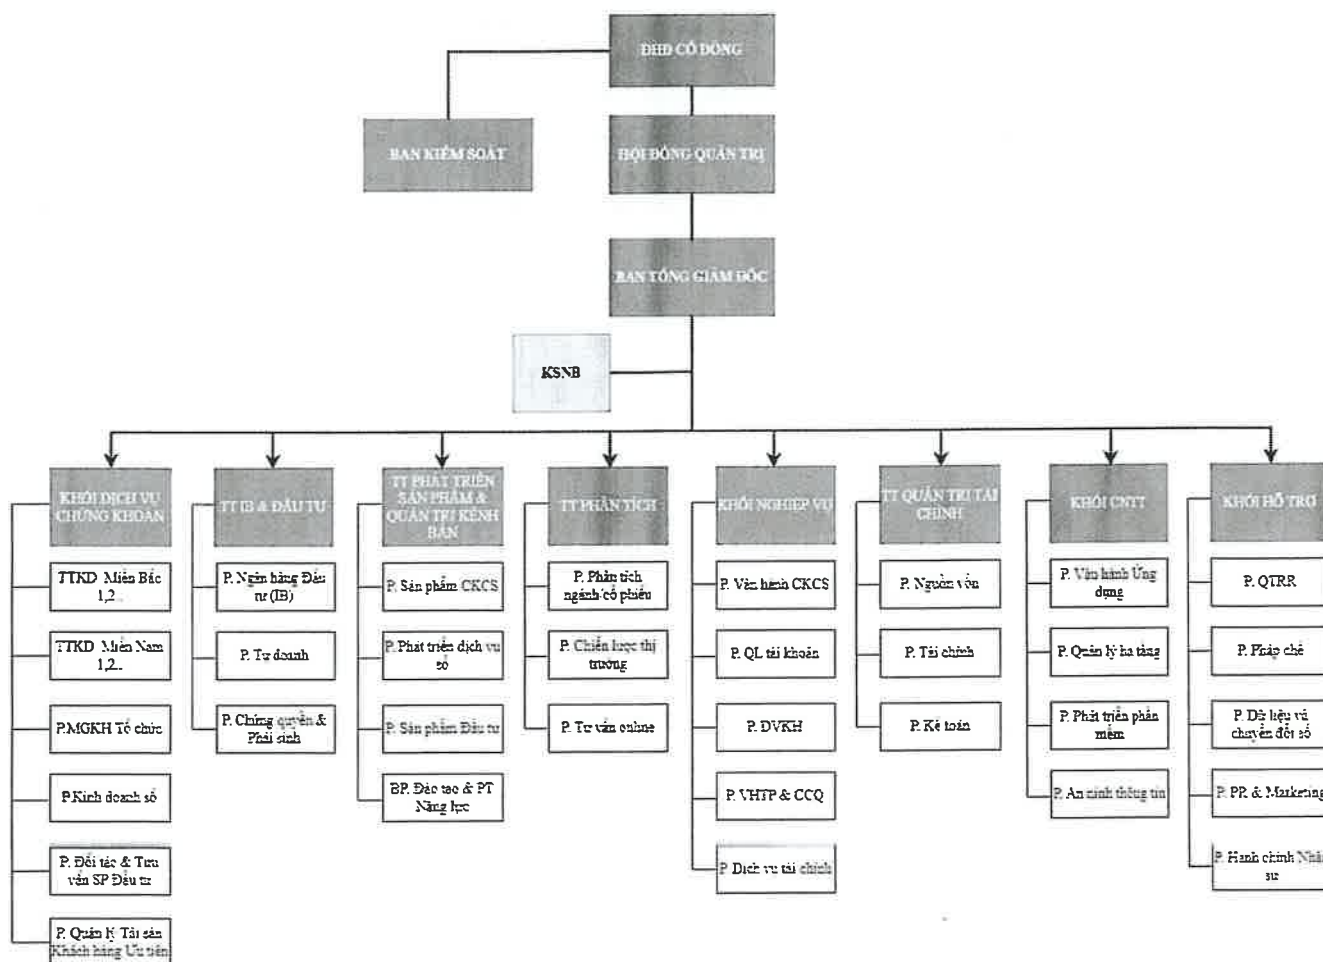 ĐHĐ CỔ ĐÔNG
BAN KIỂM SOÁT
HỘI ĐỒNG QUẢN TRỊ
BAN TỔNG GIÁM ĐỐC
KSNB
KHỐI DỊCH VỤ
CHỨNG KHOÁN
TTKD Miền Bắc
1,2..
TTKD Miền Nam
1,2..
P.MGKH Tổ chức
P.Kinh doanh số
P. Đối tác & Tư
vấn SP Đầu tư
P. Quản lý Tài sản
Khách hàng Ưu tiên
TT IB & ĐẦU TƯ
P. Ngân hàng Đầu
tư (IB)
P. Tự doanh
P. Chứng quyền &
Phái sinh
TT PHÁT TRIỂN
SẢN PHẨM &
QUẢN TRỊ KÊNH
BÁN
P. Sản phẩm CKCS
P. Phát triển dịch vụ
số
P. Sản phẩm Đầu tư
BP. Đào tạo & PT
Năng lực
TT PHÂN TÍCH
P. Phân tích
ngành/cổ phiếu
P. Chiến lược thị
trường
P. Tư vấn online
KHỐI NGHIỆP VỤ
P. Vận hành CKCS
P. QL tài khoản
P. DVKH
P. VHTP & CCQ
P. Dịch vụ tài chính
TT QUẢN TRỊ TÀI
CHÍNH
P. Nguồn vốn
P. Tài chính
P. Kế toán
KHỐI CNTT
P. Vận hành Ứng
dụng
P. Quản lý hạ tầng
P. Phát triển phần
mềm
P. An ninh thông tin
KHỐI HỖ TRỢ
P. QTRR
P. Pháp chế
P. Dữ liệu và
chuyển đổi số
P. PR & Marketing
P. Hành chính Nhân
sự